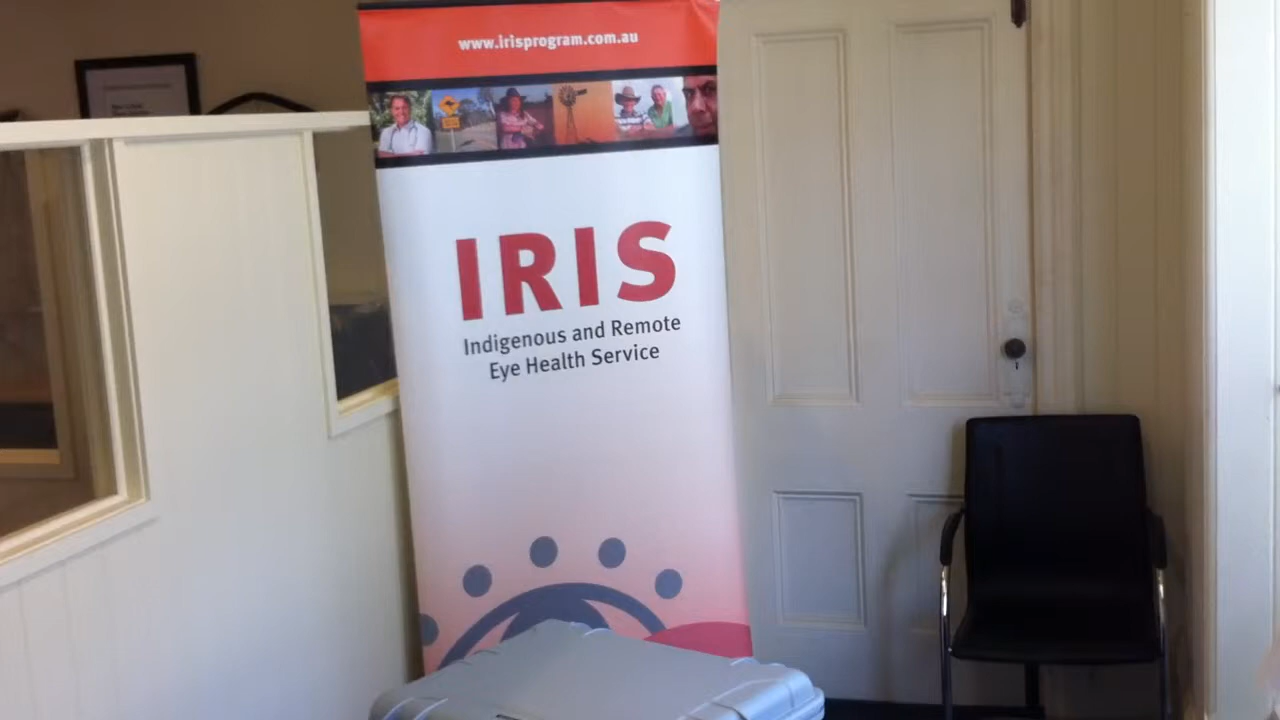 www.irisprogram.com.au
IRIS
Indigenous and Remote
Eye Health Service